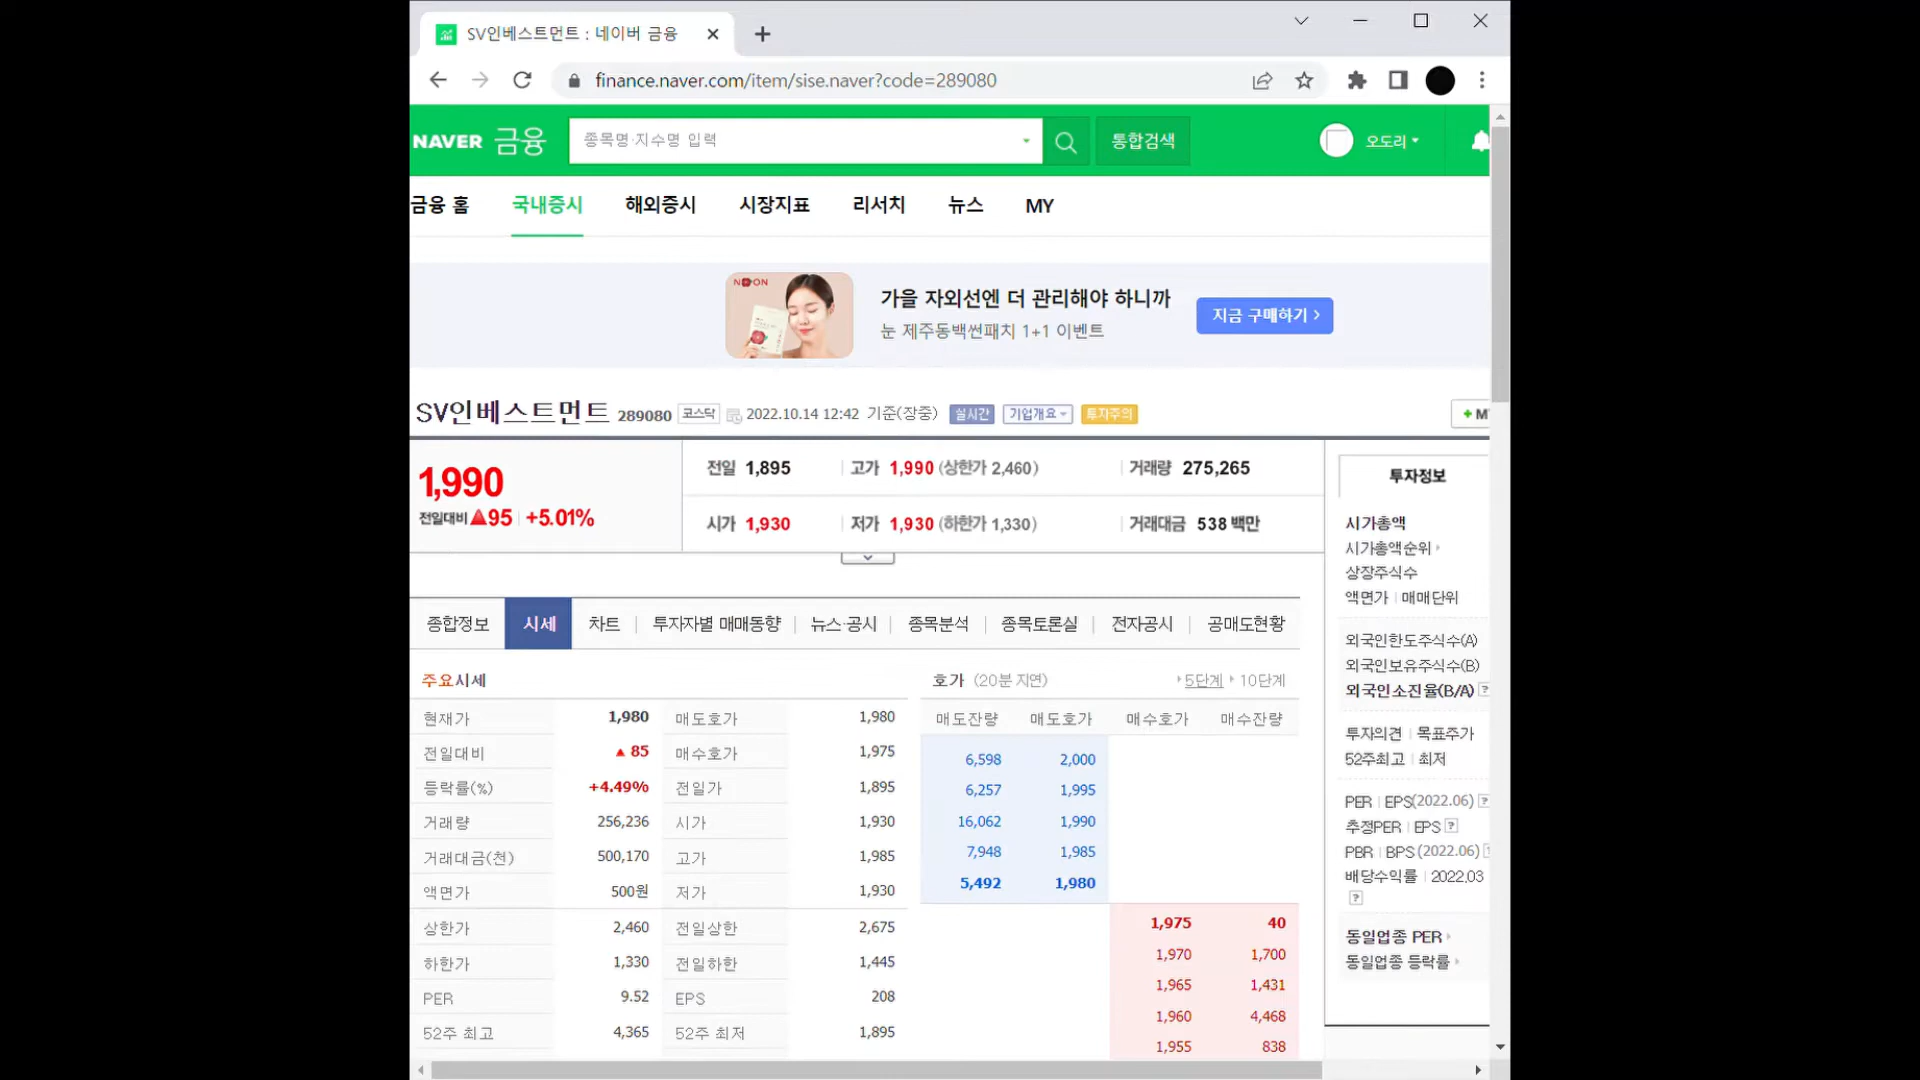 SV인베스트먼트 : 네이버 금융
finance.naver.com/item/sise.naver?code=289080
NAVER 금융
종목명·지수명 입력
통합검색
오도리
금융 홈 국내증시 해외증시 시장지표 리서치 뉴스 MY
NOON
가을 자외선엔 더 관리해야 하니까
눈 제주동백썬패치 1+1 이벤트
지금 구매하기 >
SV인베스트먼트 289080 코스닥 2022.10.14 12:42 기준(장중) 실시간 기업개요 투자주의
1,990
전일대비 ▲95 +5.01%
전일 1,895 고가 1,990 (상한가 2,460) 거래량 275,265
시가 1,930 저가 1,930 (하한가 1,330) 거래대금 538 백만
종합정보 시세 차트 투자자별 매매동향 뉴스·공시 종목분석 종목토론실 전자공시 공매도현황
주요시세
현재가 1,980 매도호가 1,980
전일대비 ▲ 85 매수호가 1,975
등락률(%) +4.49% 전일가 1,895
거래량 256,236 시가 1,930
거래대금(천) 500,170 고가 1,985
액면가 500원 저가 1,930
상한가 2,460 전일상한 2,675
하한가 1,330 전일하한 1,445
PER 9.52 EPS 208
52주 최고 4,365 52주 최저 1,895
호가 (20분 지연) 5단계 10단계
매도잔량 매도호가 매수호가 매수잔량
6,598 2,000
6,257 1,995
16,062 1,990
7,948 1,985
5,492 1,980
1,975 40
1,970 1,700
1,965 1,431
1,960 4,468
1,955 838
투자정보
시가총액
시가총액순위
상장주식수
액면가 | 매매단위
외국인한도주식수(A)
외국인보유주식수(B)
외국인소진율(B/A) ?
투자의견 | 목표주가
52주최고 | 최저
PER | EPS(2022.06) ?
추정PER | EPS ?
PBR | BPS (2022.06)
배당수익률 | 2022.03
?
동일업종 PER
동일업종 등락률